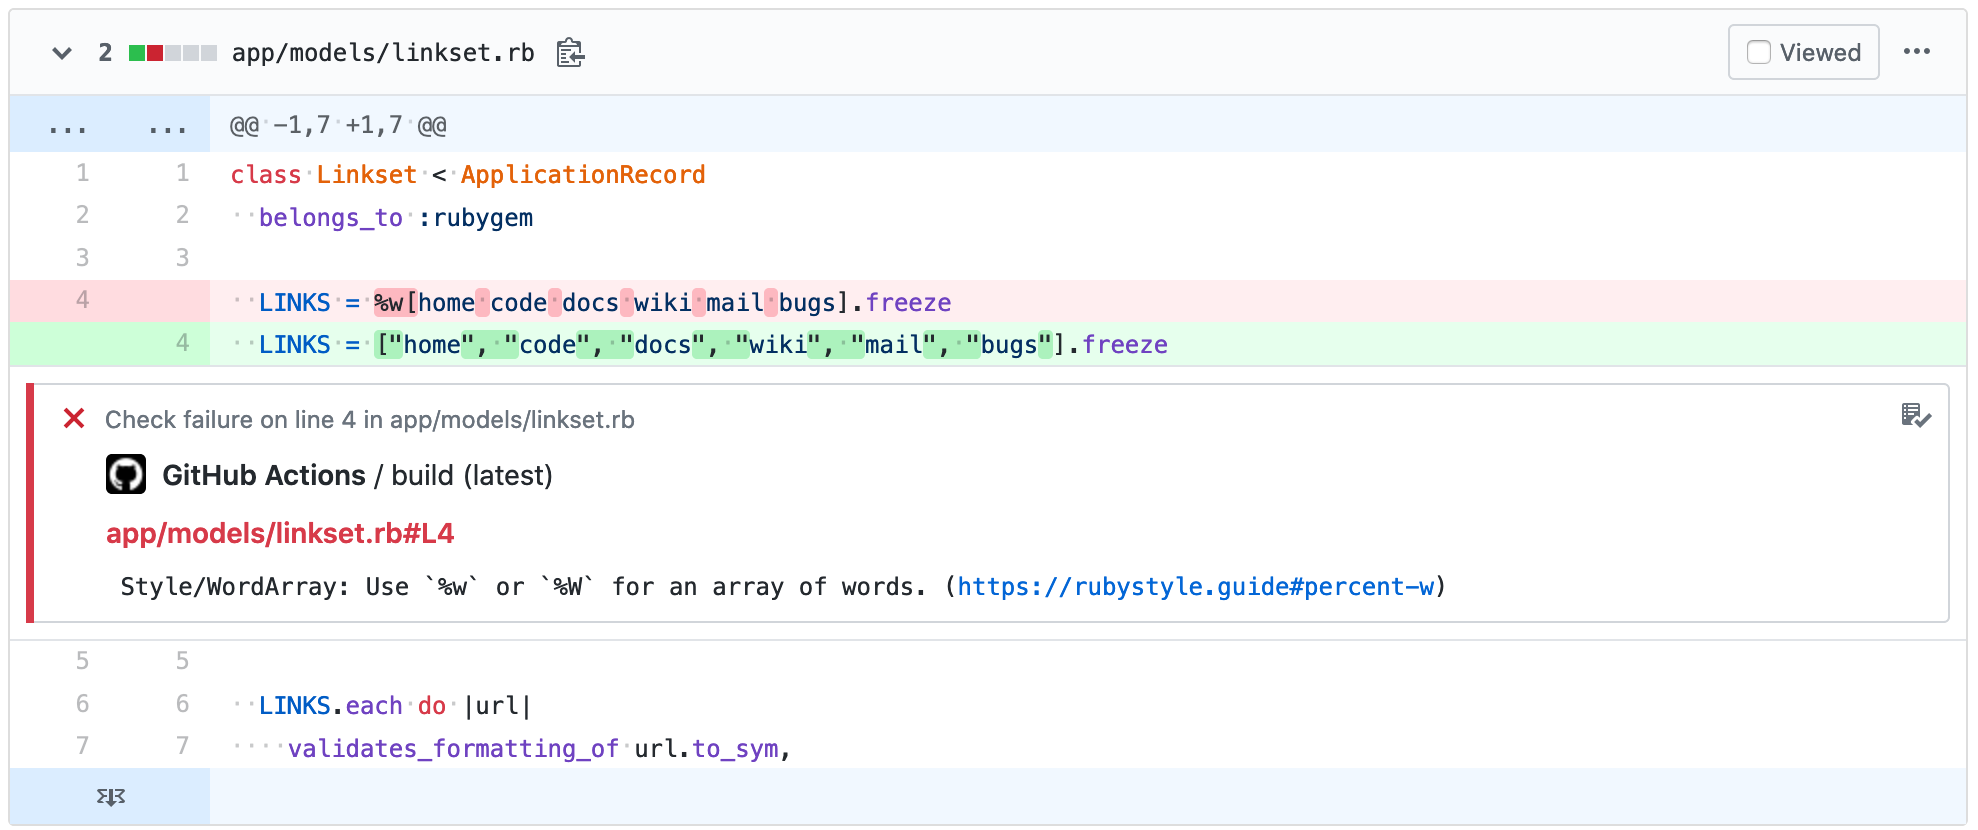 2 app/models/linkset.rb Viewed ...
... ... @@ -1,7 +1,7 @@
1 1 class Linkset < ApplicationRecord
2 2   belongs_to :rubygem
3 3
4   LINKS = %w[home code docs wiki mail bugs].freeze
4   LINKS = ["home", "code", "docs", "wiki", "mail", "bugs"].freeze
Check failure on line 4 in app/models/linkset.rb
GitHub Actions / build (latest)
app/models/linkset.rb#L4
Style/WordArray: Use `%w` or `%W` for an array of words. (https://rubystyle.guide#percent-w)
5 5
6 6   LINKS.each do |url|
7 7     validates_formatting_of url.to_sym,